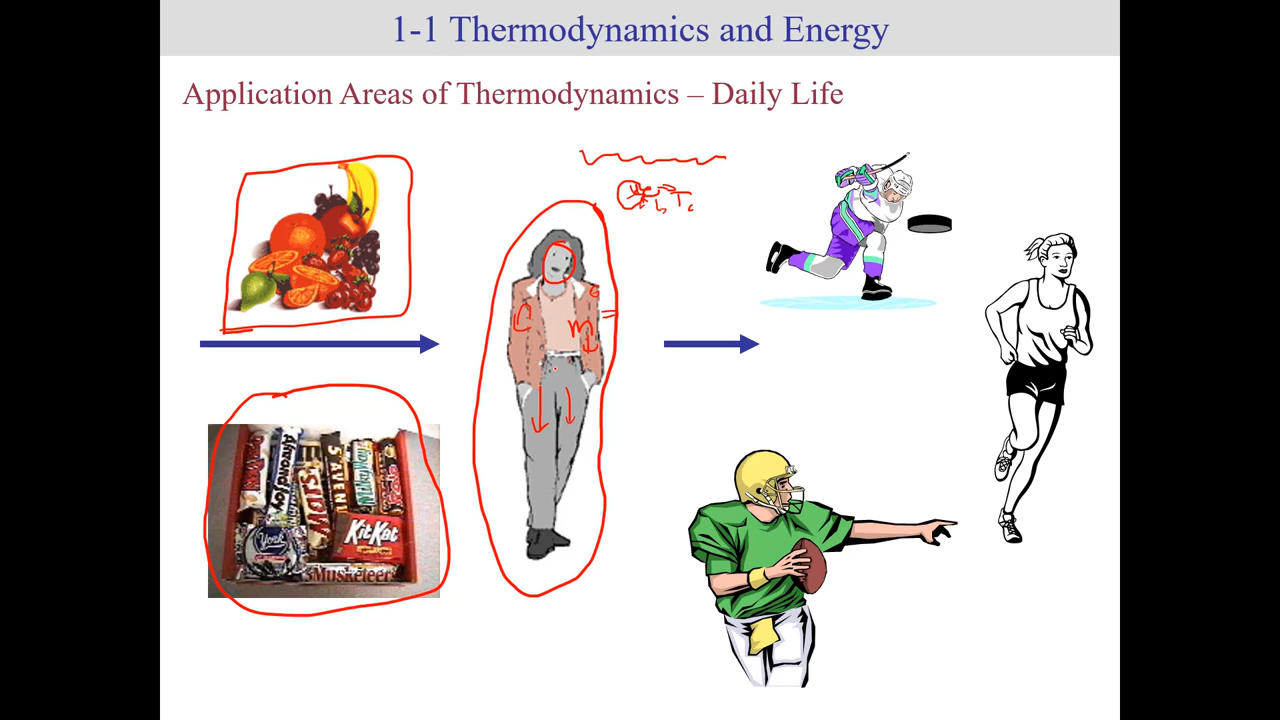 1-1 Thermodynamics and Energy
Application Areas of Thermodynamics – Daily Life
m
Almond Joy
5th AVENUE
Milky Way
York
KitKat
3Musketeers